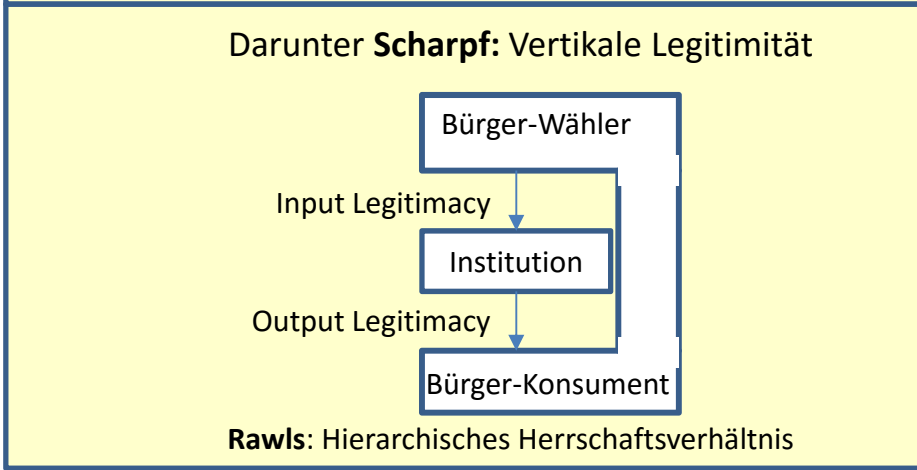 Darunter Scharpf: Vertikale Legitimität
Bürger-Wähler
Input Legitimacy
Institution
Output Legitimacy
Bürger-Konsument
Rawls: Hierarchisches Herrschaftsverhältnis